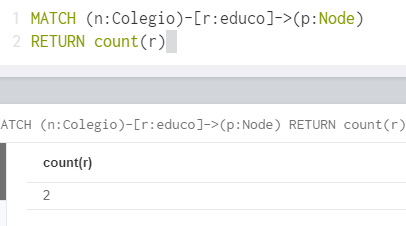 1 MATCH (n:Colegio)-[r:educo]->(p:Node)
2 RETURN count(r)
ATCH (n:Colegio)-[r:educo]->(p:Node) RETURN count(r)
count(r)
2